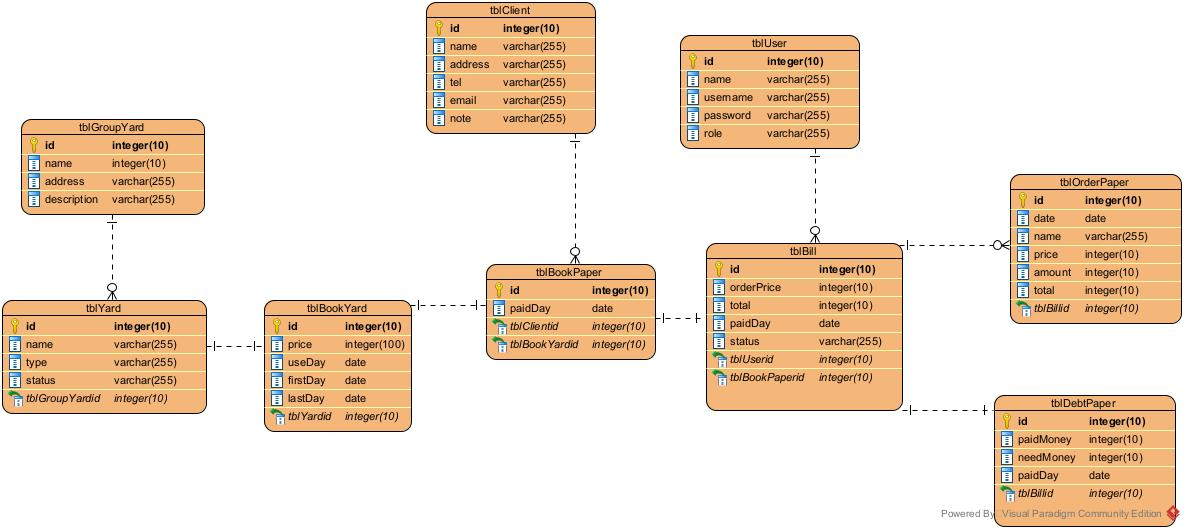 tblClient
id integer(10)
name varchar(255)
address varchar(255)
tel varchar(255)
email varchar(255)
note varchar(255)
tblUser
id integer(10)
name varchar(255)
username varchar(255)
password varchar(255)
role varchar(255)
tblGroupYard
id integer(10)
name integer(10)
address varchar(255)
description varchar(255)
tblOrderPaper
id integer(10)
date date
name varchar(255)
price integer(10)
amount integer(10)
total integer(10)
tblBillid integer(10)
tblYard
id integer(10)
name varchar(255)
type varchar(255)
status varchar(255)
tblGroupYardid integer(10)
tblBookYard
id integer(10)
price integer(100)
useDay date
firstDay date
lastDay date
tblYardid integer(10)
tblBookPaper
id integer(10)
paidDay date
tblClientid integer(10)
tblBookYardid integer(10)
tblBill
id integer(10)
orderPrice integer(10)
total integer(10)
paidDay date
status varchar(255)
tblUserid integer(10)
tblBookPaperid integer(10)
tblDebtPaper
id integer(10)
paidMoney integer(10)
needMoney integer(10)
paidDay date
tblBillid integer(10)
Powered By Visual Paradigm Community Edition